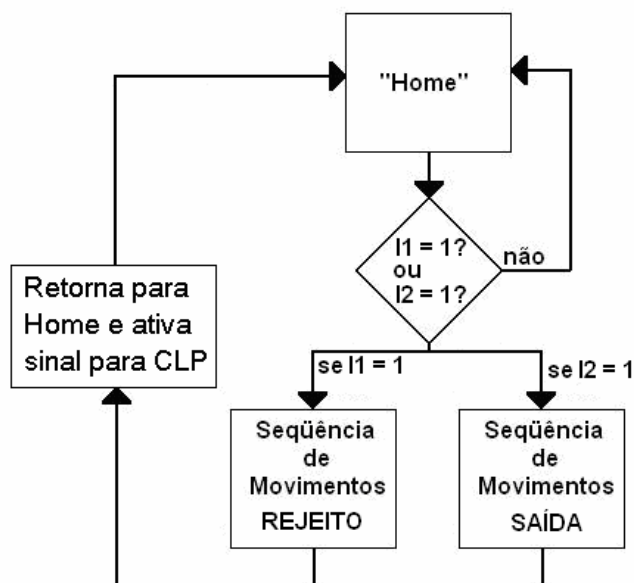 "Home"
I1 = 1?
ou
I2 = 1?
não
Retorna para
Home e ativa
sinal para CLP
se I1 = 1
se I2 = 1
Seqüência
de
Movimentos
REJEITO
Seqüência
de
Movimentos
SAÍDA